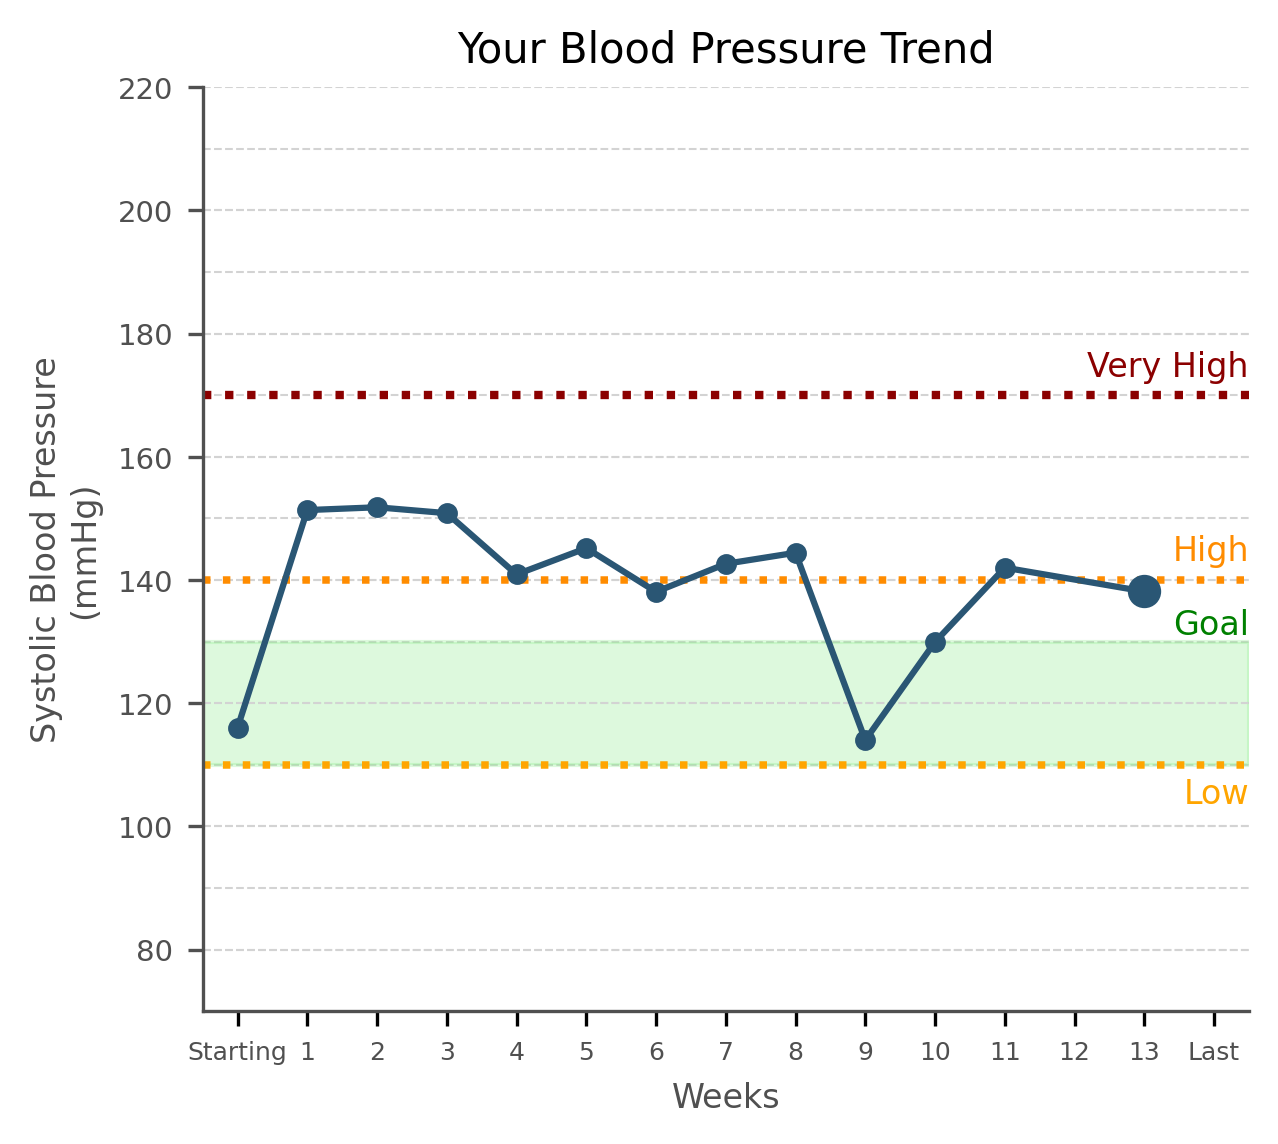 Your Blood Pressure Trend
220
200
180
Very High
160
High
140
Goal
120
Low
100
80
Systolic Blood Pressure
(mmHg)
Starting 1 2 3 4 5 6 7 8 9 10 11 12 13 Last
Weeks